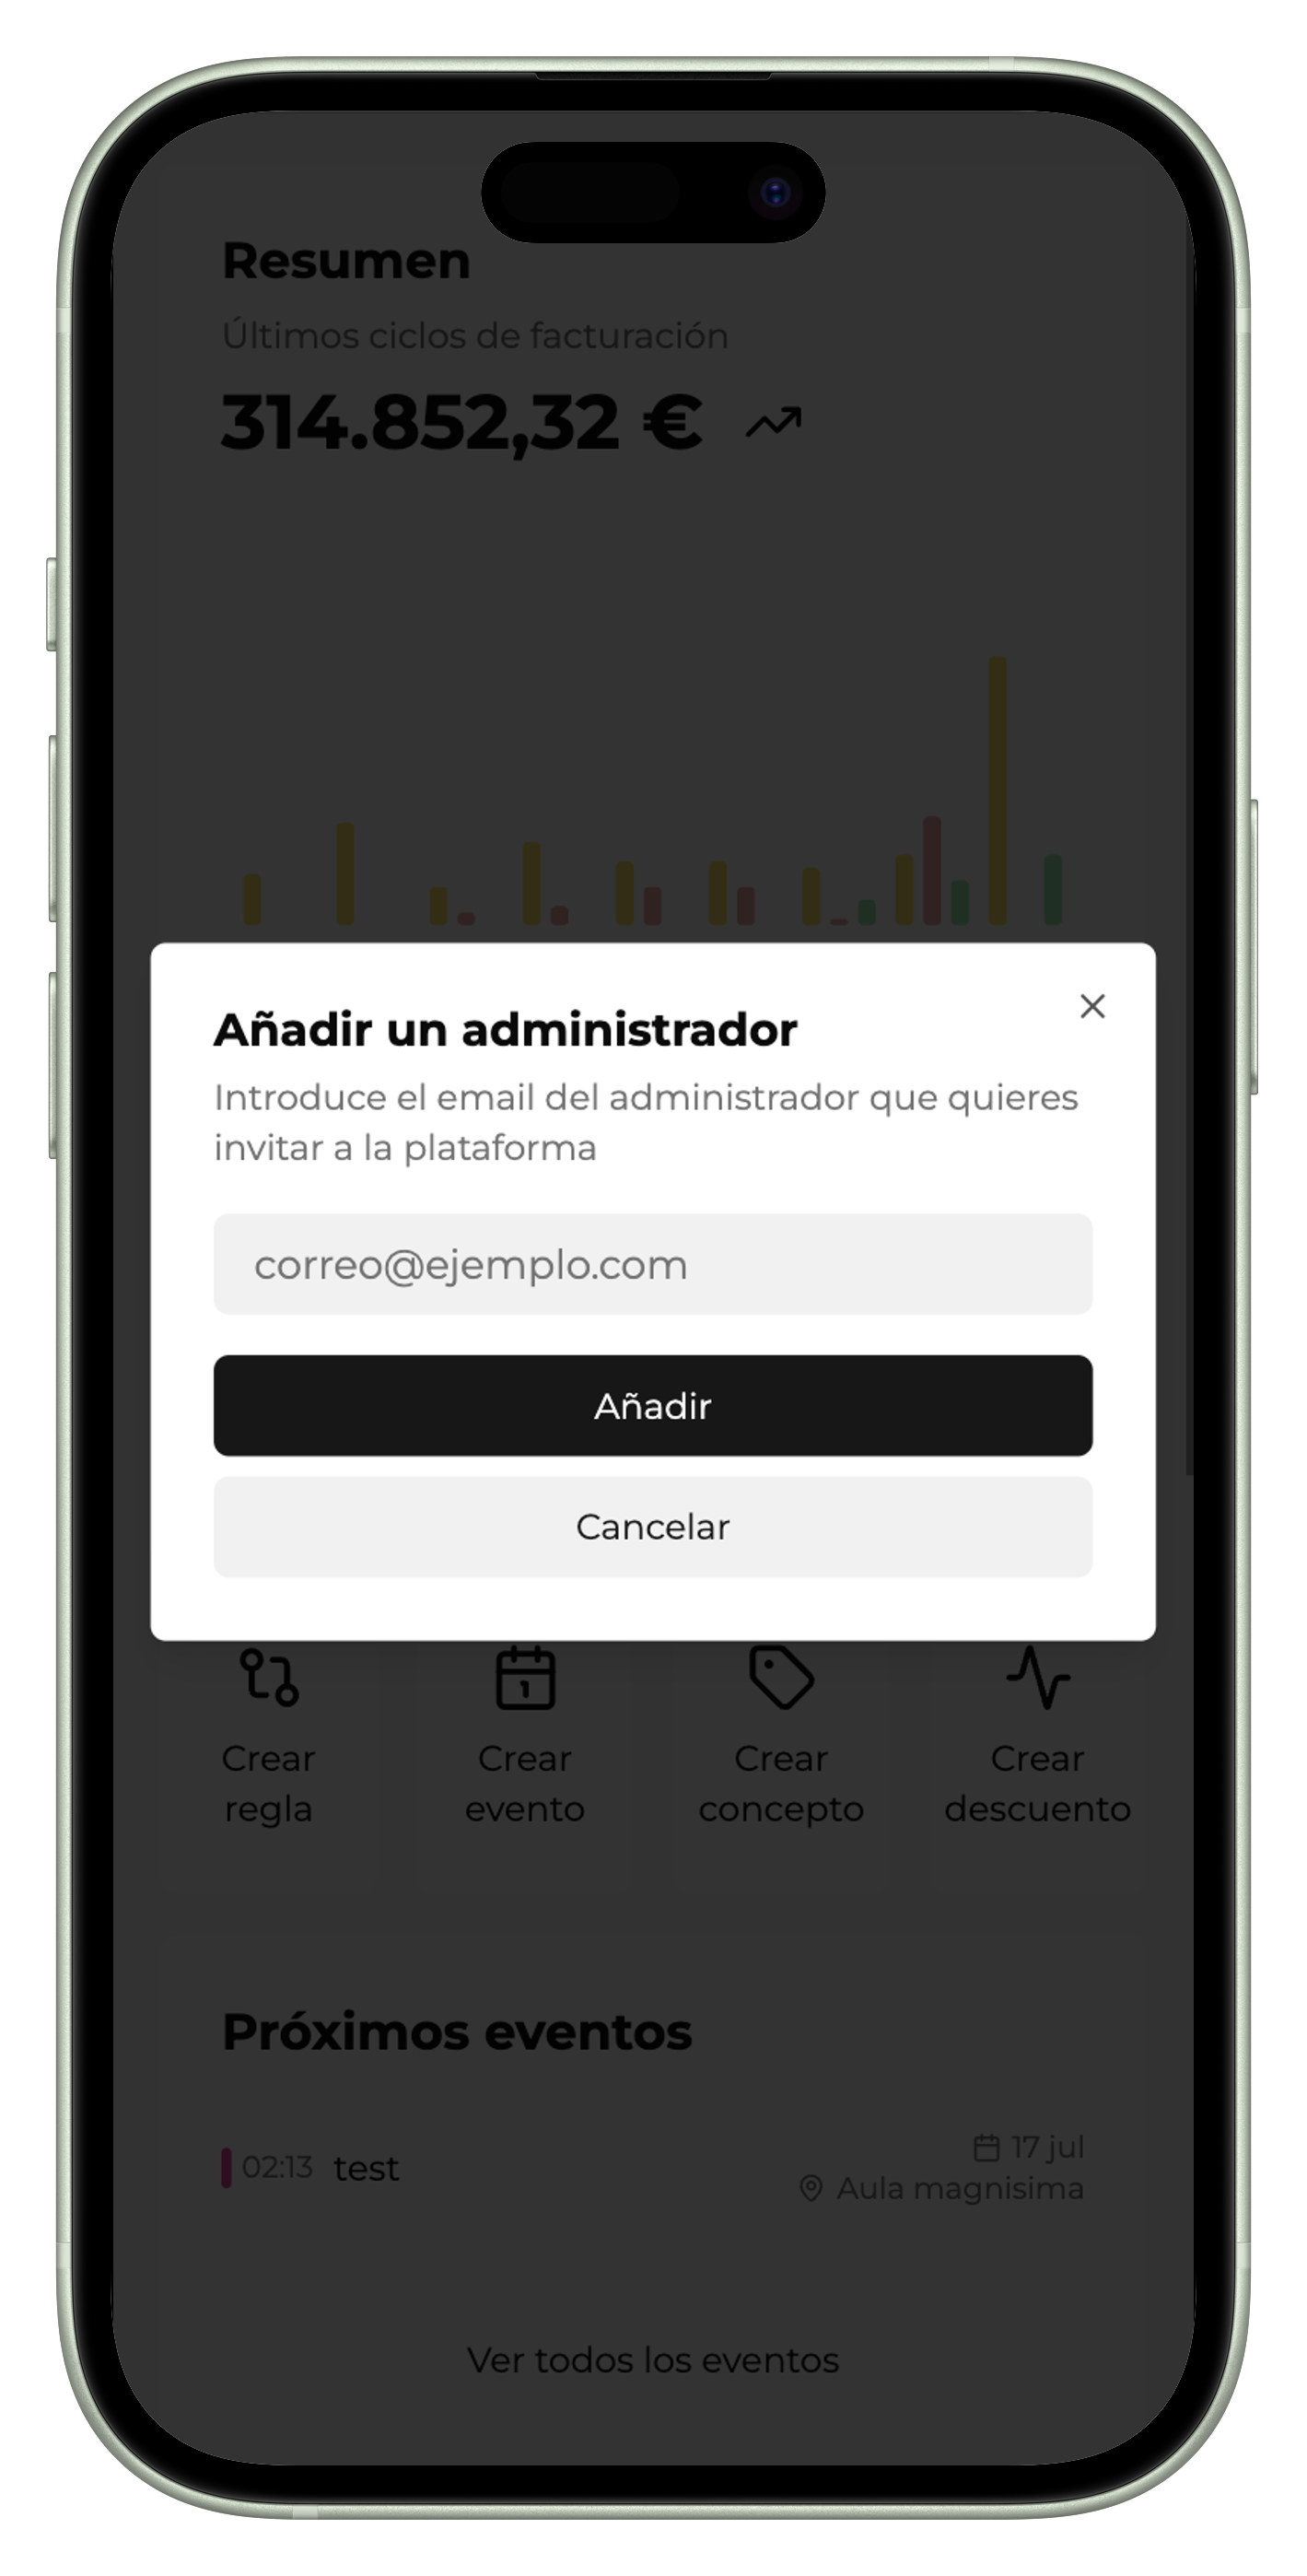 Resumen
Últimos ciclos de facturación
314.852,32 €
Añadir un administrador
Introduce el email del administrador que quieres
invitar a la plataforma
correo@ejemplo.com
Añadir
Cancelar
Crear
regla
Crear
evento
Crear
concepto
Crear
descuento
Próximos eventos
02:13 test
17 jul
Aula magnisima
Ver todos los eventos